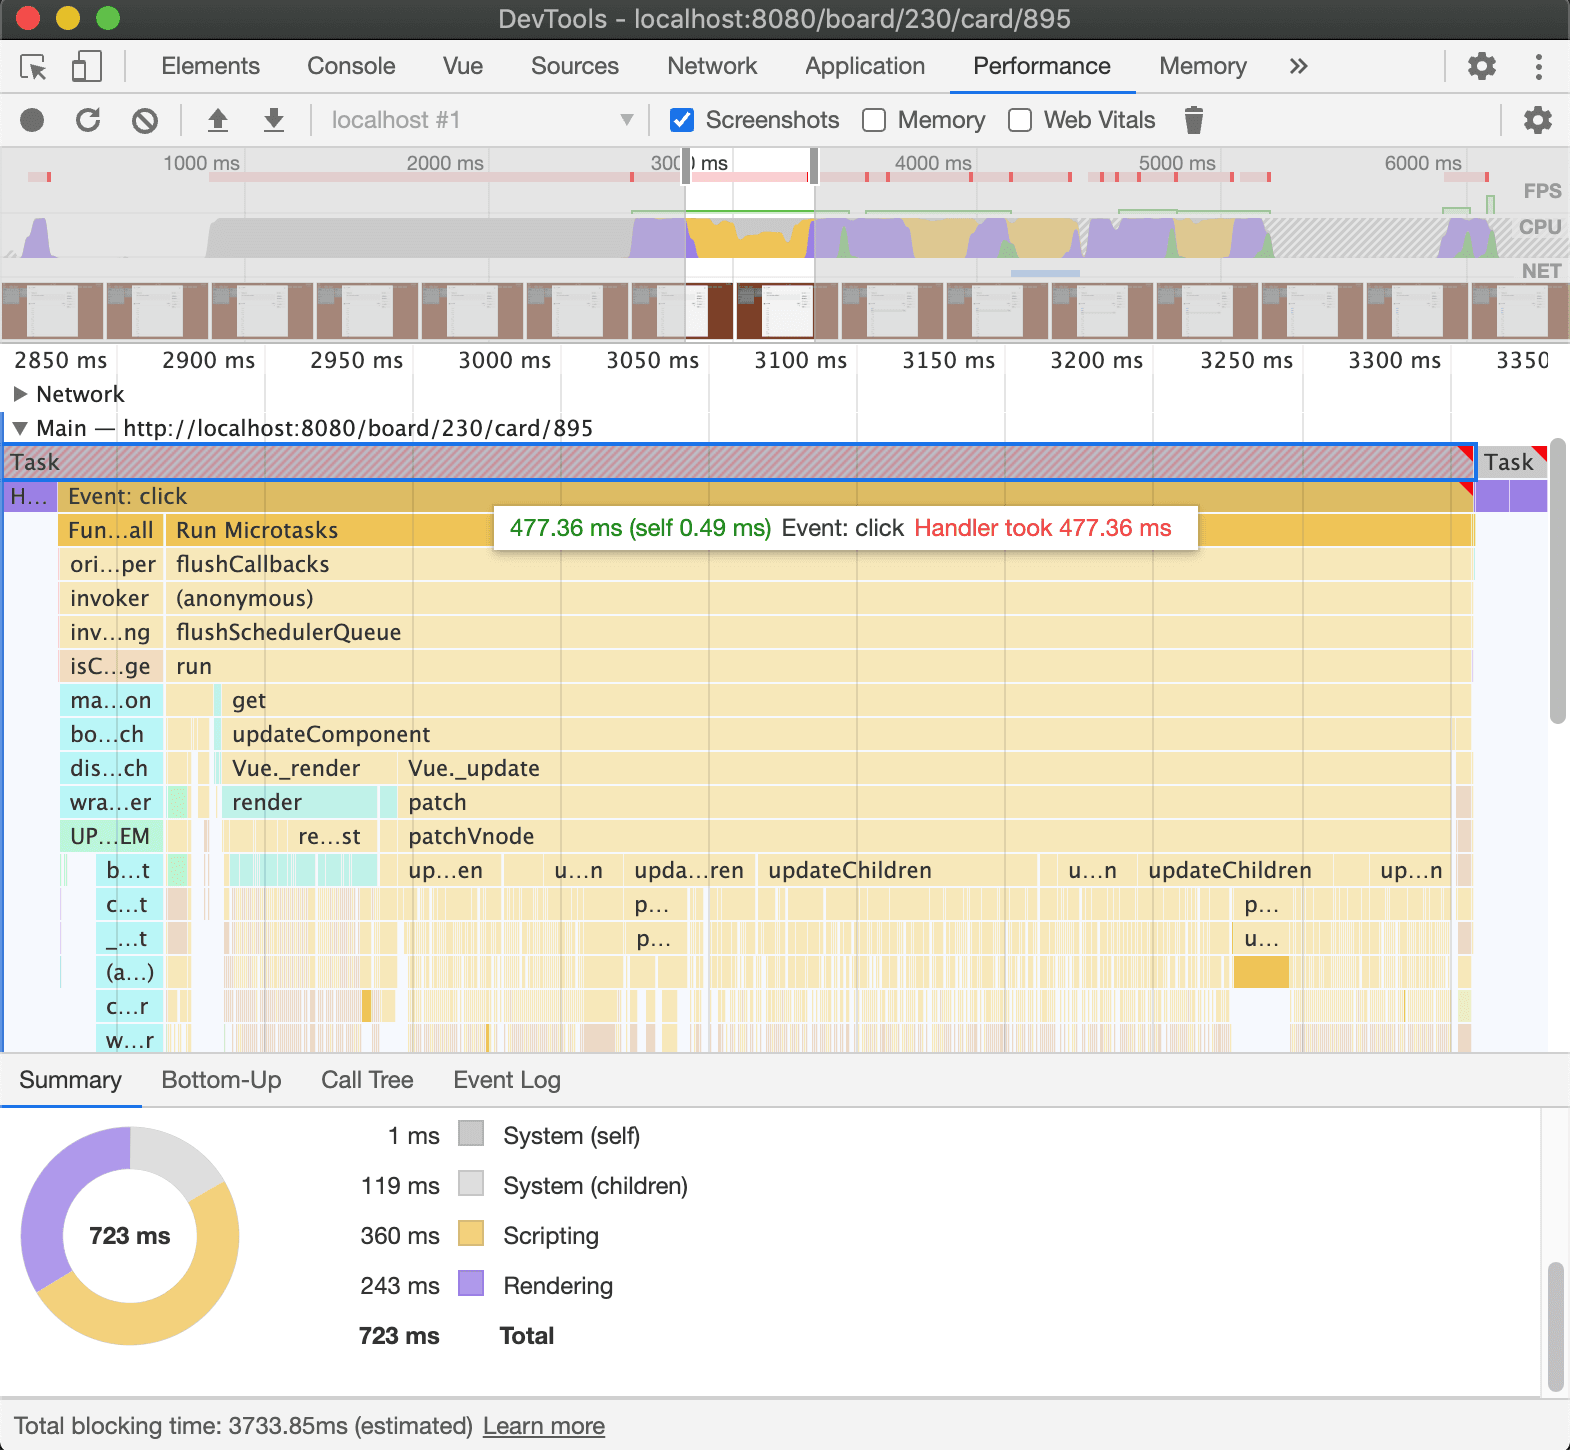 DevTools - localhost:8080/board/230/card/895
Elements Console Vue Sources Network Application Performance Memory »
localhost #1 Screenshots Memory Web Vitals
1000 ms 2000 ms 3000 ms 4000 ms 5000 ms 6000 ms
FPS
CPU
NET
2850 ms 2900 ms 2950 ms 3000 ms 3050 ms 3100 ms 3150 ms 3200 ms 3250 ms 3300 ms 3350
Network
Main — http://localhost:8080/board/230/card/895
Task Task
H... Event: click
Fun...all Run Microtasks
477.36 ms (self 0.49 ms) Event: click Handler took 477.36 ms
ori...per flushCallbacks
invoker (anonymous)
inv...ng flushSchedulerQueue
isC...ge run
ma...on get
bo...ch updateComponent
dis...ch Vue._render Vue._update
wra...er render patch
UP...EM re...st patchVnode
b...t up...en u...n upda...ren updateChildren u...n updateChildren up...n
c...t p... p...
_...t p... u...
(a...)
c...r
w...r
Summary Bottom-Up Call Tree Event Log
1 ms System (self)
119 ms System (children)
723 ms 360 ms Scripting
243 ms Rendering
723 ms Total
Total blocking time: 3733.85ms (estimated) Learn more